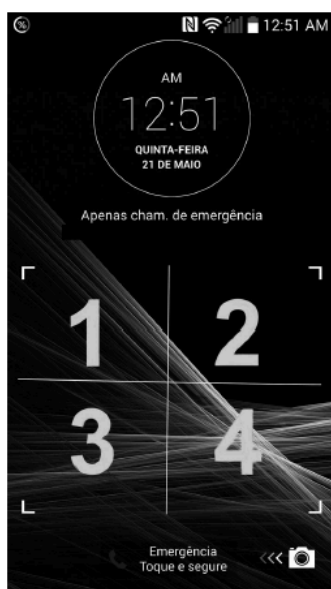 12:51 AM
AM
12:51
QUINTA-FEIRA
21 DE MAIO
Apenas cham. de emergência
1 2
3 4
Emergência
Toque e segure